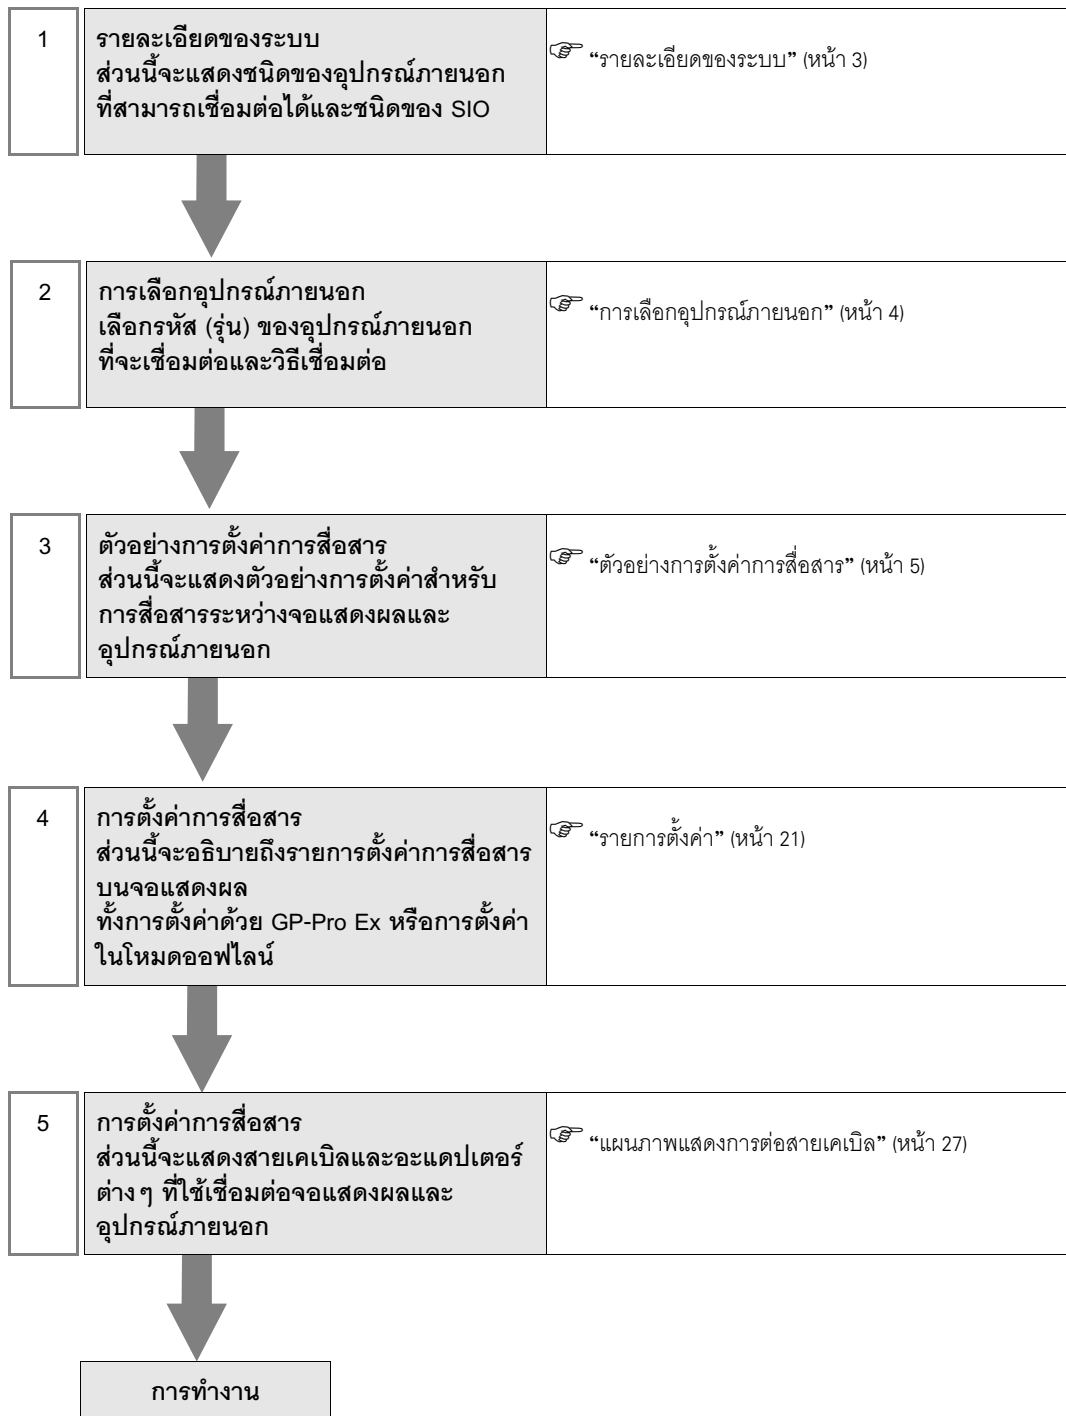 1
รายละเอียดของระบบ
ส่วนนี้จะแสดงชนิดของอุปกรณ์ภายนอก
ที่สามารถเชื่อมต่อได้และชนิดของ SIO
“รายละเอียดของระบบ” (หน้า 3)
2
การเลือกอุปกรณ์ภายนอก
เลือกรหัส (รุ่น) ของอุปกรณ์ภายนอก
ที่จะเชื่อมต่อและวิธีเชื่อมต่อ
“การเลือกอุปกรณ์ภายนอก” (หน้า 4)
3
ตัวอย่างการตั้งค่าการสื่อสาร
ส่วนนี้จะแสดงตัวอย่างการตั้งค่าสำหรับ
การสื่อสารระหว่างจอแสดงผลและ
อุปกรณ์ภายนอก
“ตัวอย่างการตั้งค่าการสื่อสาร” (หน้า 5)
4
การตั้งค่าการสื่อสาร
ส่วนนี้จะอธิบายถึงรายการตั้งค่าการสื่อสาร
บนจอแสดงผล
ทั้งการตั้งค่าด้วย GP-Pro Ex หรือการตั้งค่า
ในโหมดออฟไลน์
“รายการตั้งค่า” (หน้า 21)
5
การตั้งค่าการสื่อสาร
ส่วนนี้จะแสดงสายเคเบิลและอะแดปเตอร์
ต่างๆ ที่ใช้เชื่อมต่อจอแสดงผลและ
อุปกรณ์ภายนอก
“แผนภาพแสดงการต่อสายเคเบิล” (หน้า 27)
การทำงาน